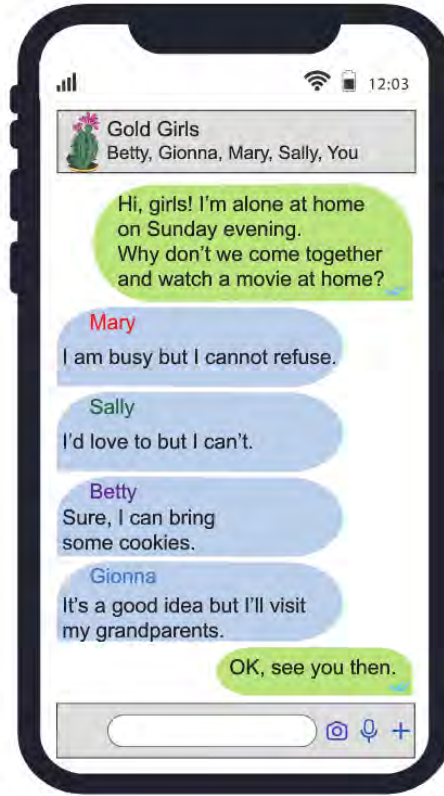 12:03
Gold Girls
Betty, Gionna, Mary, Sally, You
Hi, girls! I'm alone at home
on Sunday evening.
Why don't we come together
and watch a movie at home?
Mary
I am busy but I cannot refuse.
Sally
I'd love to but I can't.
Betty
Sure, I can bring
some cookies.
Gionna
It's a good idea but I'll visit
my grandparents.
OK, see you then.